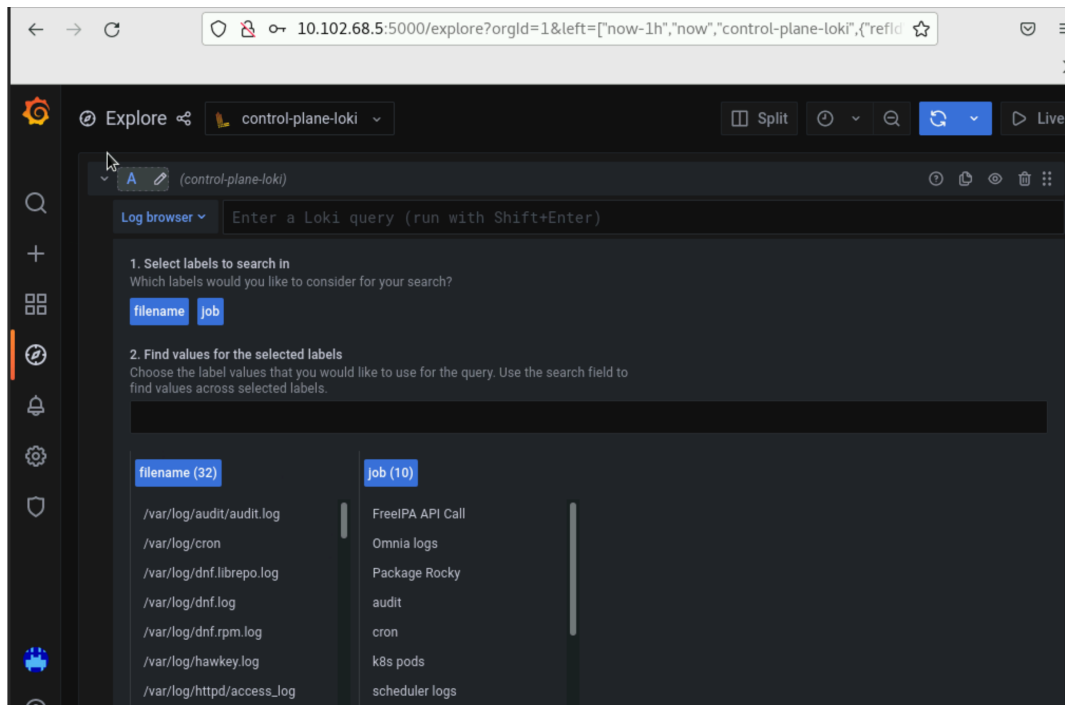 10.102.68.5:5000/explore?orgId=1&left=["now-1h","now","control-plane-loki",{"refId
Explore
control-plane-loki
Split
Live
A
(control-plane-loki)
Log browser
Enter a Loki query (run with Shift+Enter)
1. Select labels to search in
Which labels would you like to consider for your search?
filename job
2. Find values for the selected labels
Choose the label values that you would like to use for the query. Use the search field to
find values across selected labels.
filename (32)
/var/log/audit/audit.log
/var/log/cron
/var/log/dnf.librepo.log
/var/log/dnf.log
/var/log/dnf.rpm.log
/var/log/hawkey.log
/var/log/httpd/access_log
job (10)
FreeIPA API Call
Omnia logs
Package Rocky
audit
cron
k8s pods
scheduler logs